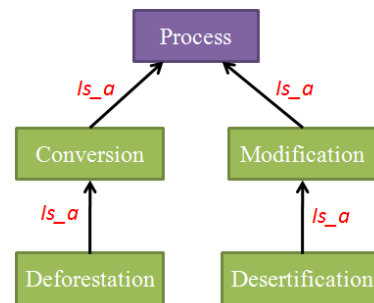 Process
Is_a
Is_a
Conversion
Modification
Is_a
Is_a
Deforestation
Desertification